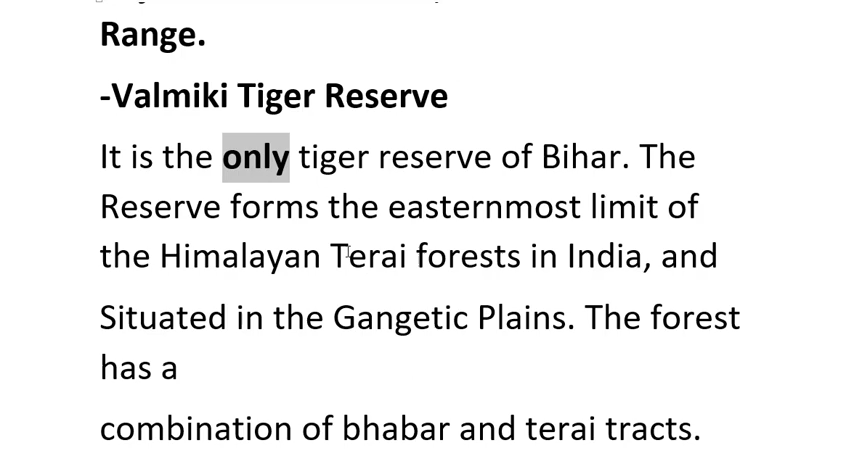 Range.
-Valmiki Tiger Reserve
It is the only tiger reserve of Bihar. The
Reserve forms the easternmost limit of
the Himalayan Terai forests in India, and
Situated in the Gangetic Plains. The forest
has a
combination of bhabar and terai tracts.